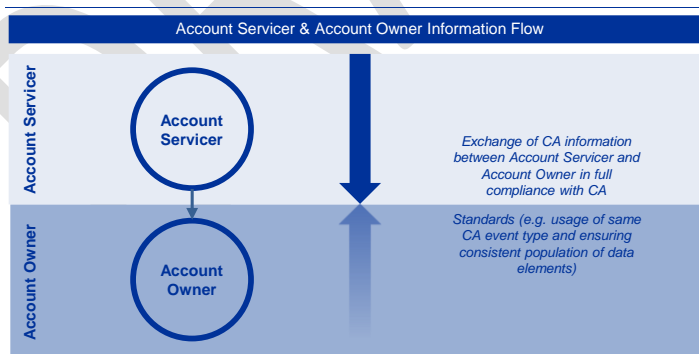 Account Servicer & Account Owner Information Flow
Account Servicer
Account
Servicer
Exchange of CA information
between Account Servicer and
Account Owner in full
compliance with CA
Standards (e.g. usage of same
CA event type and ensuring
consistent population of data
elements)
Account Owner
Account
Owner